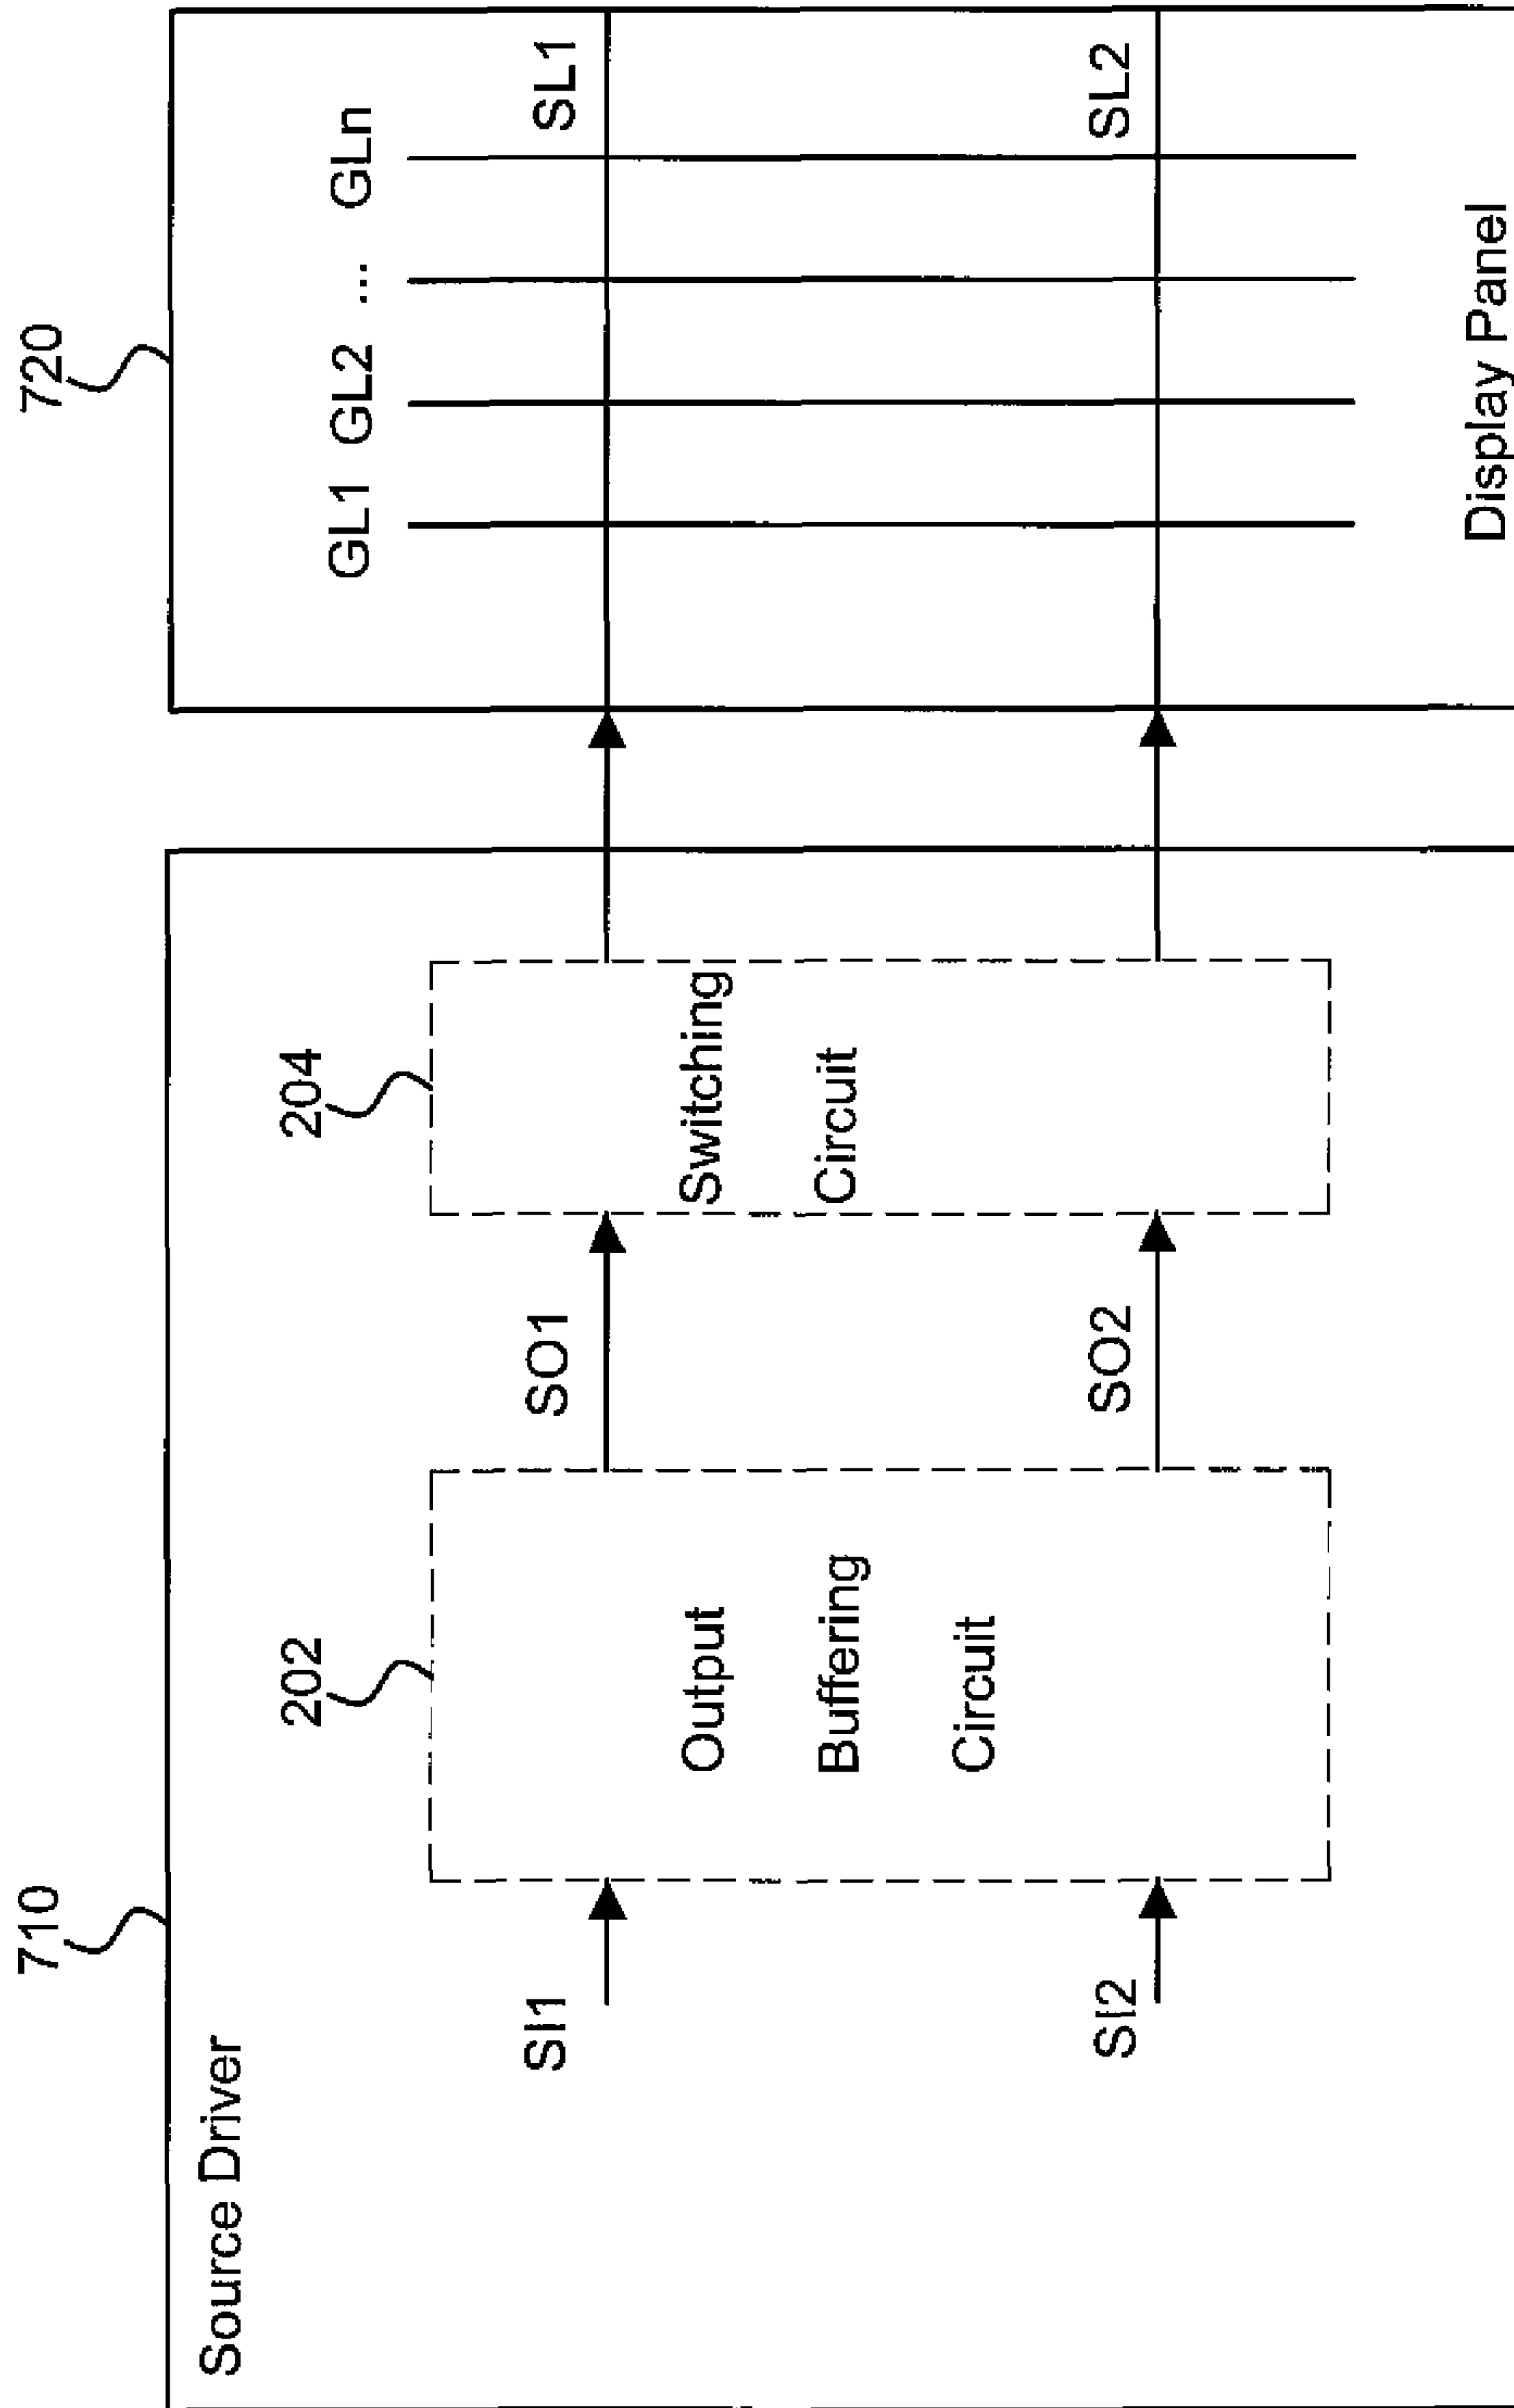 710
720
Source Driver
202
204
GL1 GL2 ... GLn
SI1
SO1
SL1
Output
Buffering
Circuit
Switching
Circuit
SI2
SO2
SL2
Display Panel